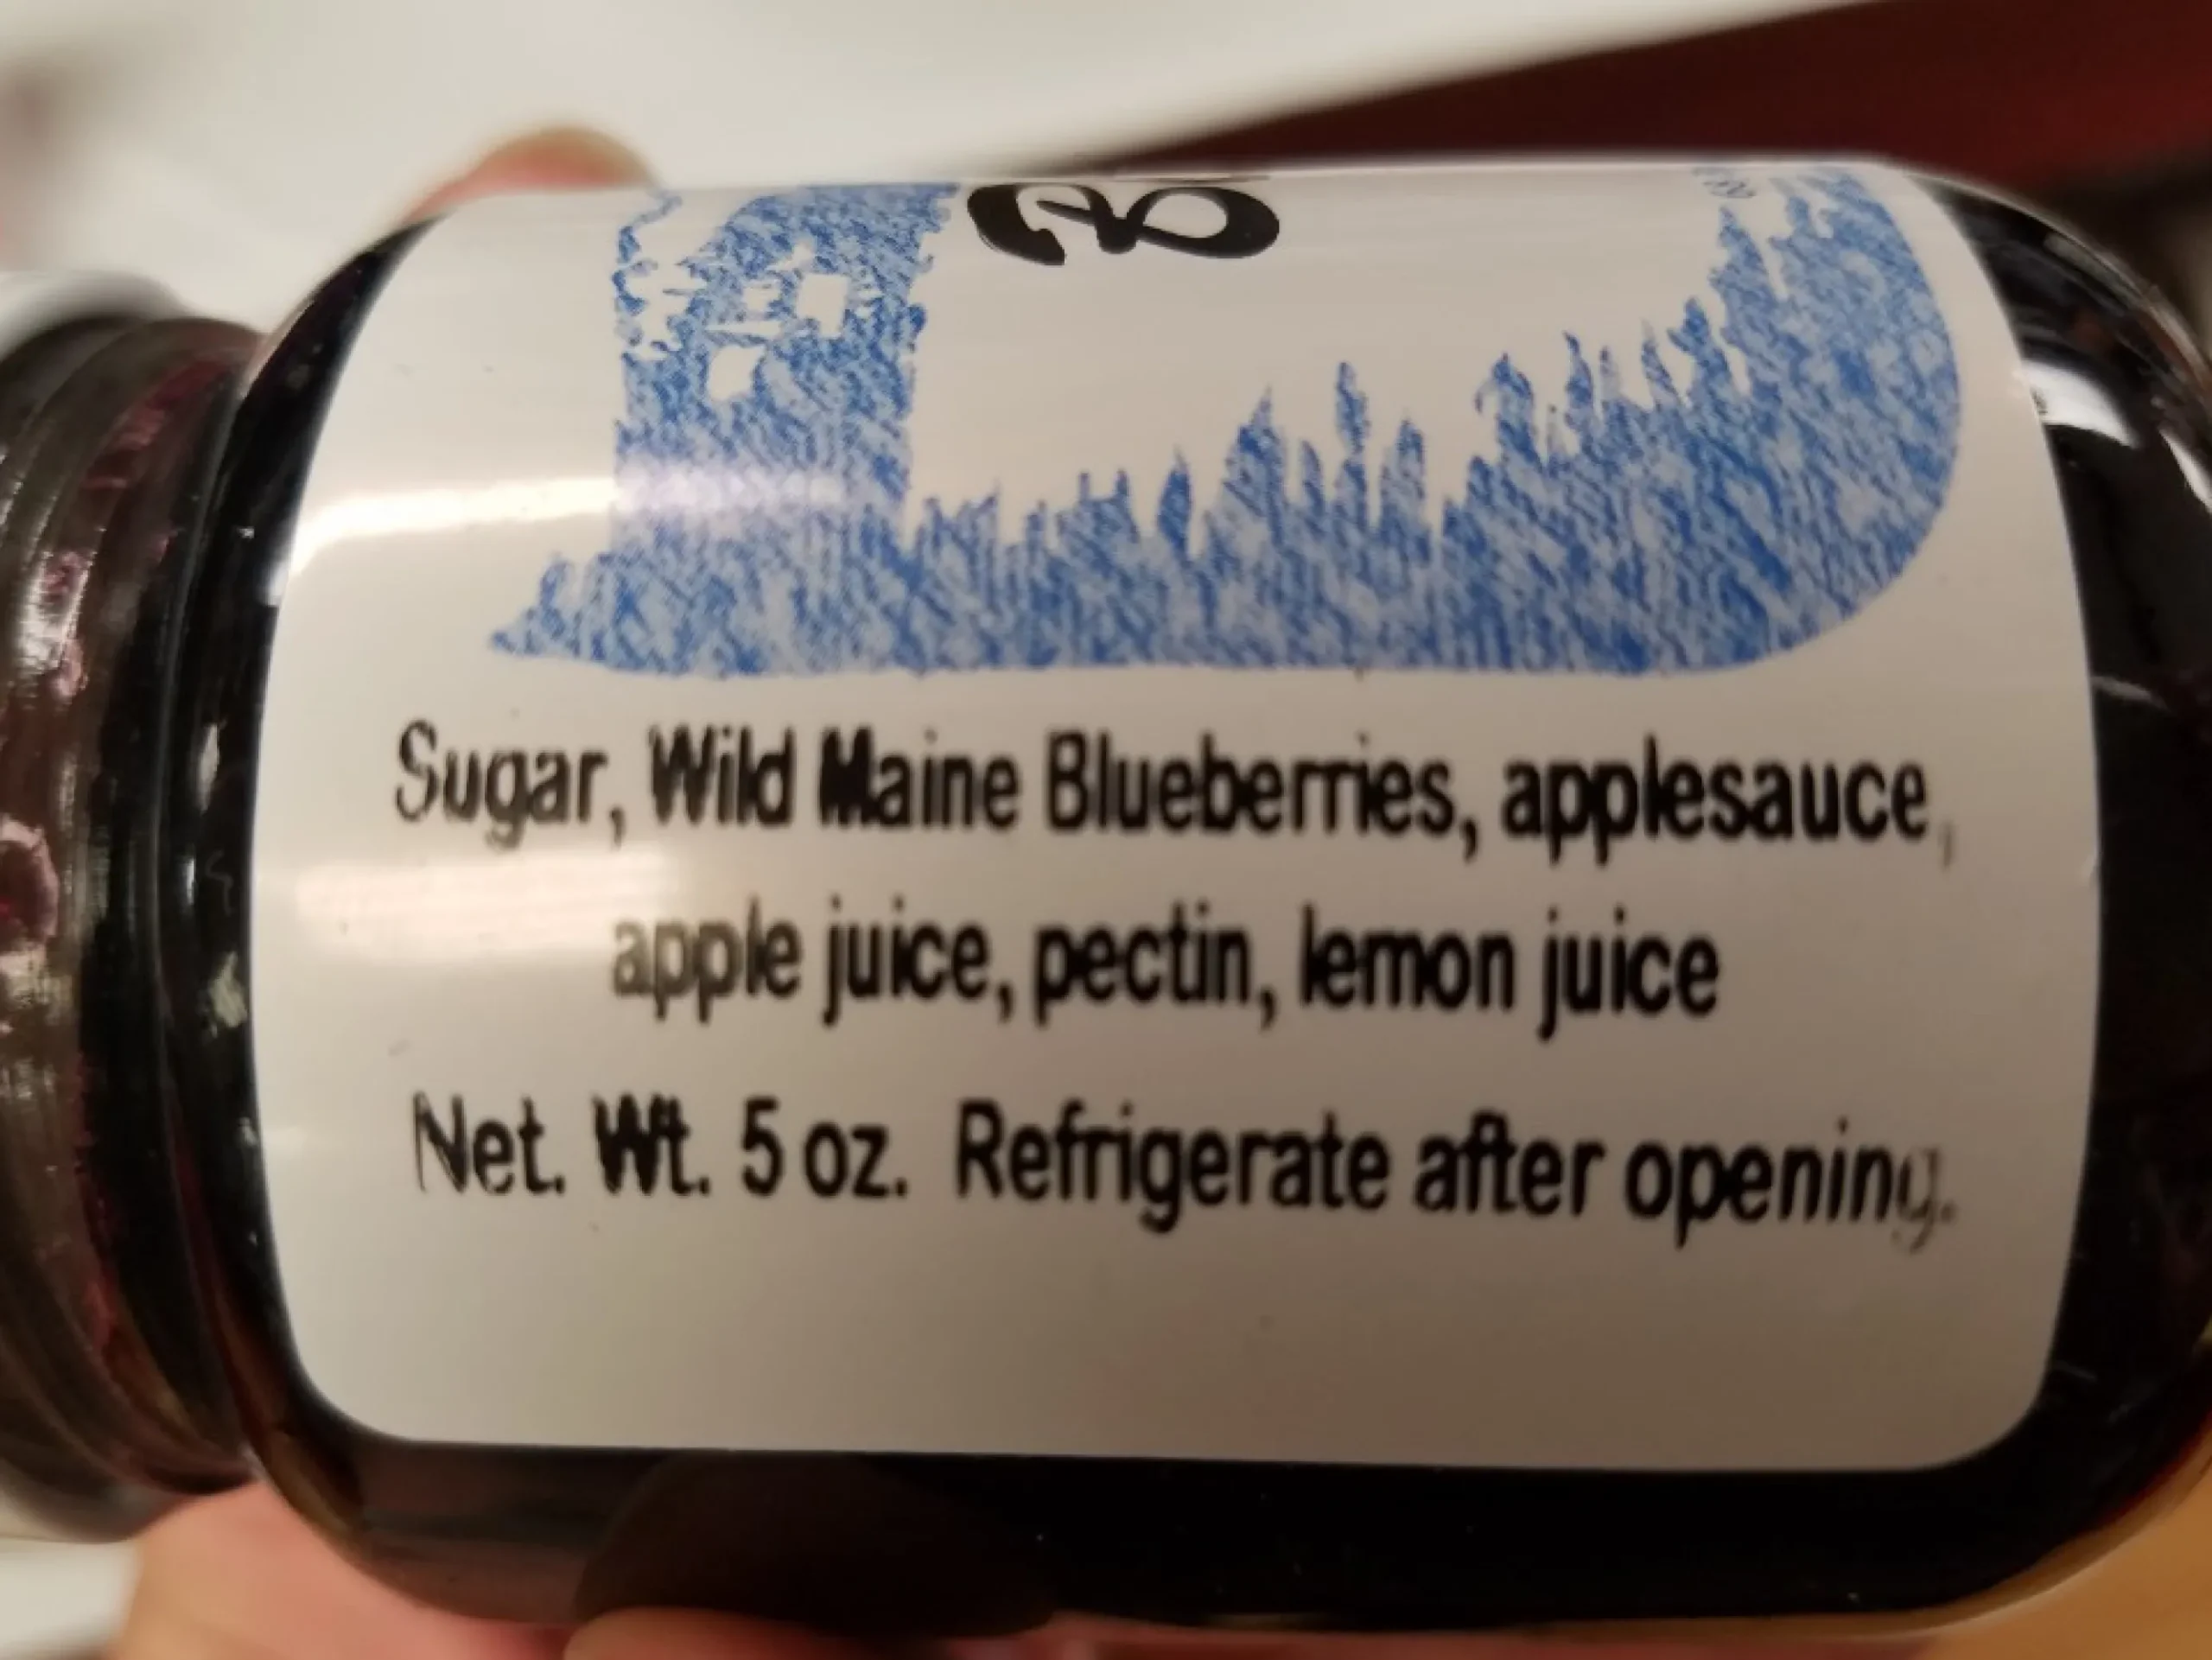 Sugar, Wild Maine Blueberries, applesauce,
apple juice, pectin, lemon juice
Net. Wt. 5 oz. Refrigerate after opening.